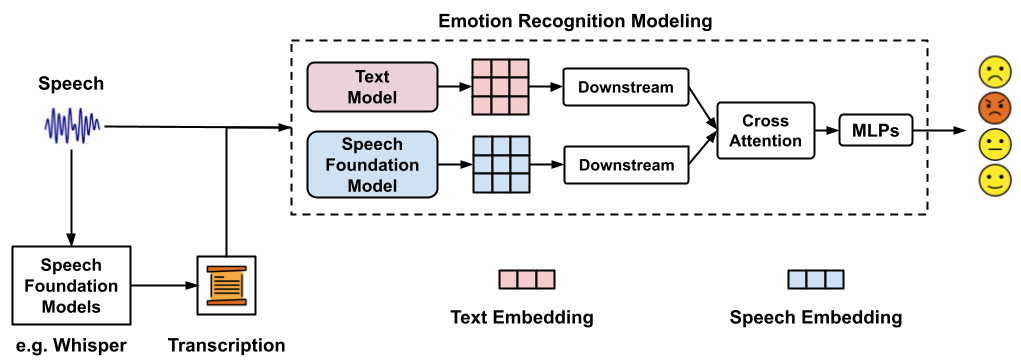 Emotion Recognition Modeling
Speech
Text
Model
Downstream
Speech
Foundation
Model
Downstream
Cross
Attention
MLPs
Speech
Foundation
Models
e.g. Whisper
Transcription
Text Embedding
Speech Embedding